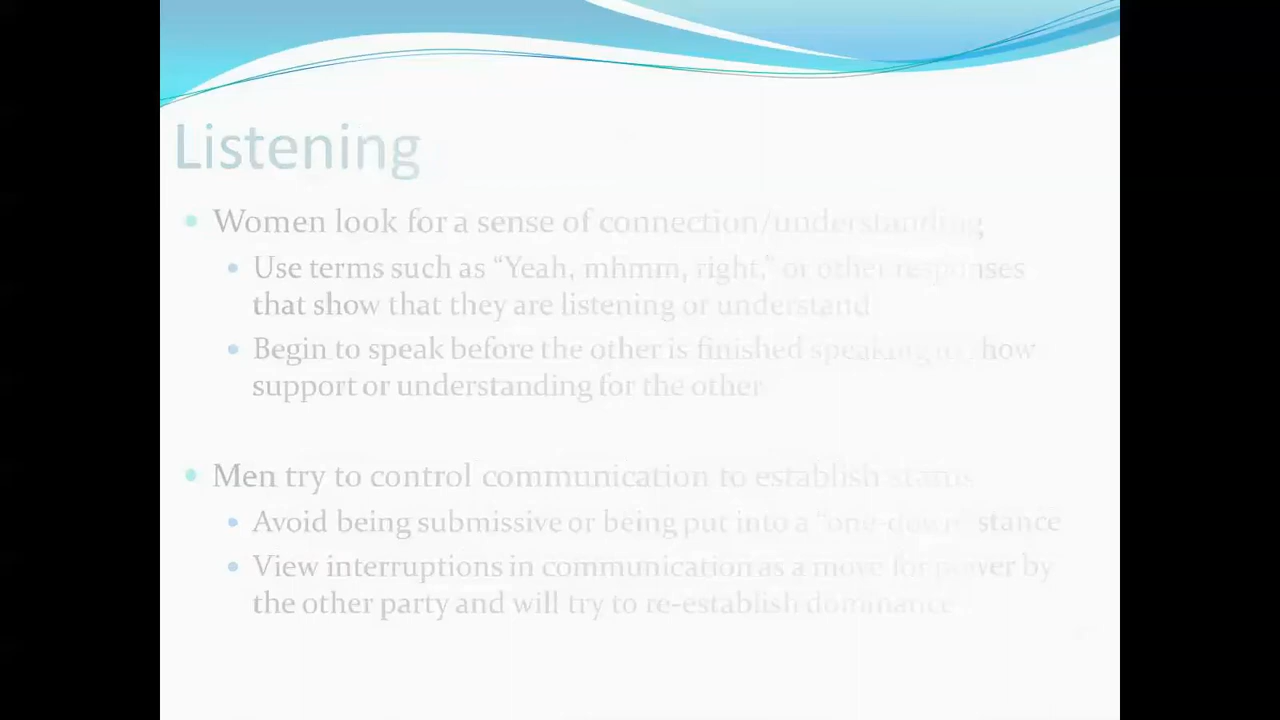 Listening
Women look for a sense of connection/understanding
Use terms such as “Yeah, mhmm, right,” or other responses
that show that they are listening or understand
Begin to speak before the other is finished speaking to show
support or understanding for the other
Men try to control communication to establish status
Avoid being submissive or being put into a “one-down” stance
View interruptions in communication as a move for power by
the other party and will try to re-establish dominance